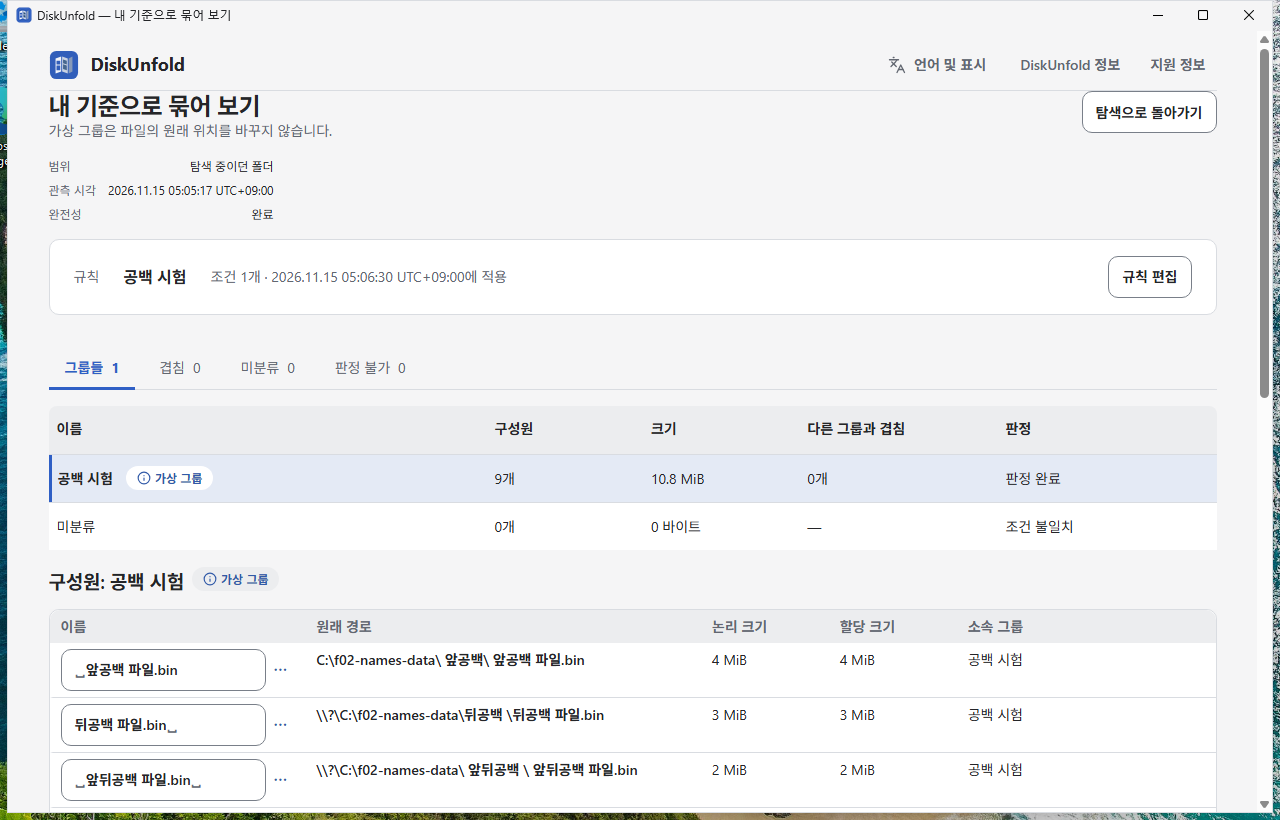 DiskUnfold — 내 기준으로 묶어 보기
DiskUnfold
언어 및 표시 DiskUnfold 정보 지원 정보
내 기준으로 묶어 보기
탐색으로 돌아가기
가상 그룹은 파일의 원래 위치를 바꾸지 않습니다.
범위 탐색 중이던 폴더
관측 시각 2026.11.15 05:05:17 UTC+09:00
완전성 완료
규칙 공백 시험 조건 1개 · 2026.11.15 05:06:30 UTC+09:00에 적용 규칙 편집
그룹들 1 겹침 0 미분류 0 판정 불가 0
이름 구성원 크기 다른 그룹과 겹침 판정
공백 시험 가상 그룹 9개 10.8 MiB 0개 판정 완료
미분류 0개 0 바이트 — 조건 불일치
구성원: 공백 시험 가상 그룹
이름 원래 경로 논리 크기 할당 크기 소속 그룹
␣앞공백 파일.bin ··· C:\f02-names-data\ 앞공백\ 앞공백 파일.bin 4 MiB 4 MiB 공백 시험
뒤공백 파일.bin␣ ··· \\?\C:\f02-names-data\뒤공백 \뒤공백 파일.bin 3 MiB 3 MiB 공백 시험
␣앞뒤공백 파일.bin␣ ··· \\?\C:\f02-names-data\ 앞뒤공백 \ 앞뒤공백 파일.bin 2 MiB 2 MiB 공백 시험